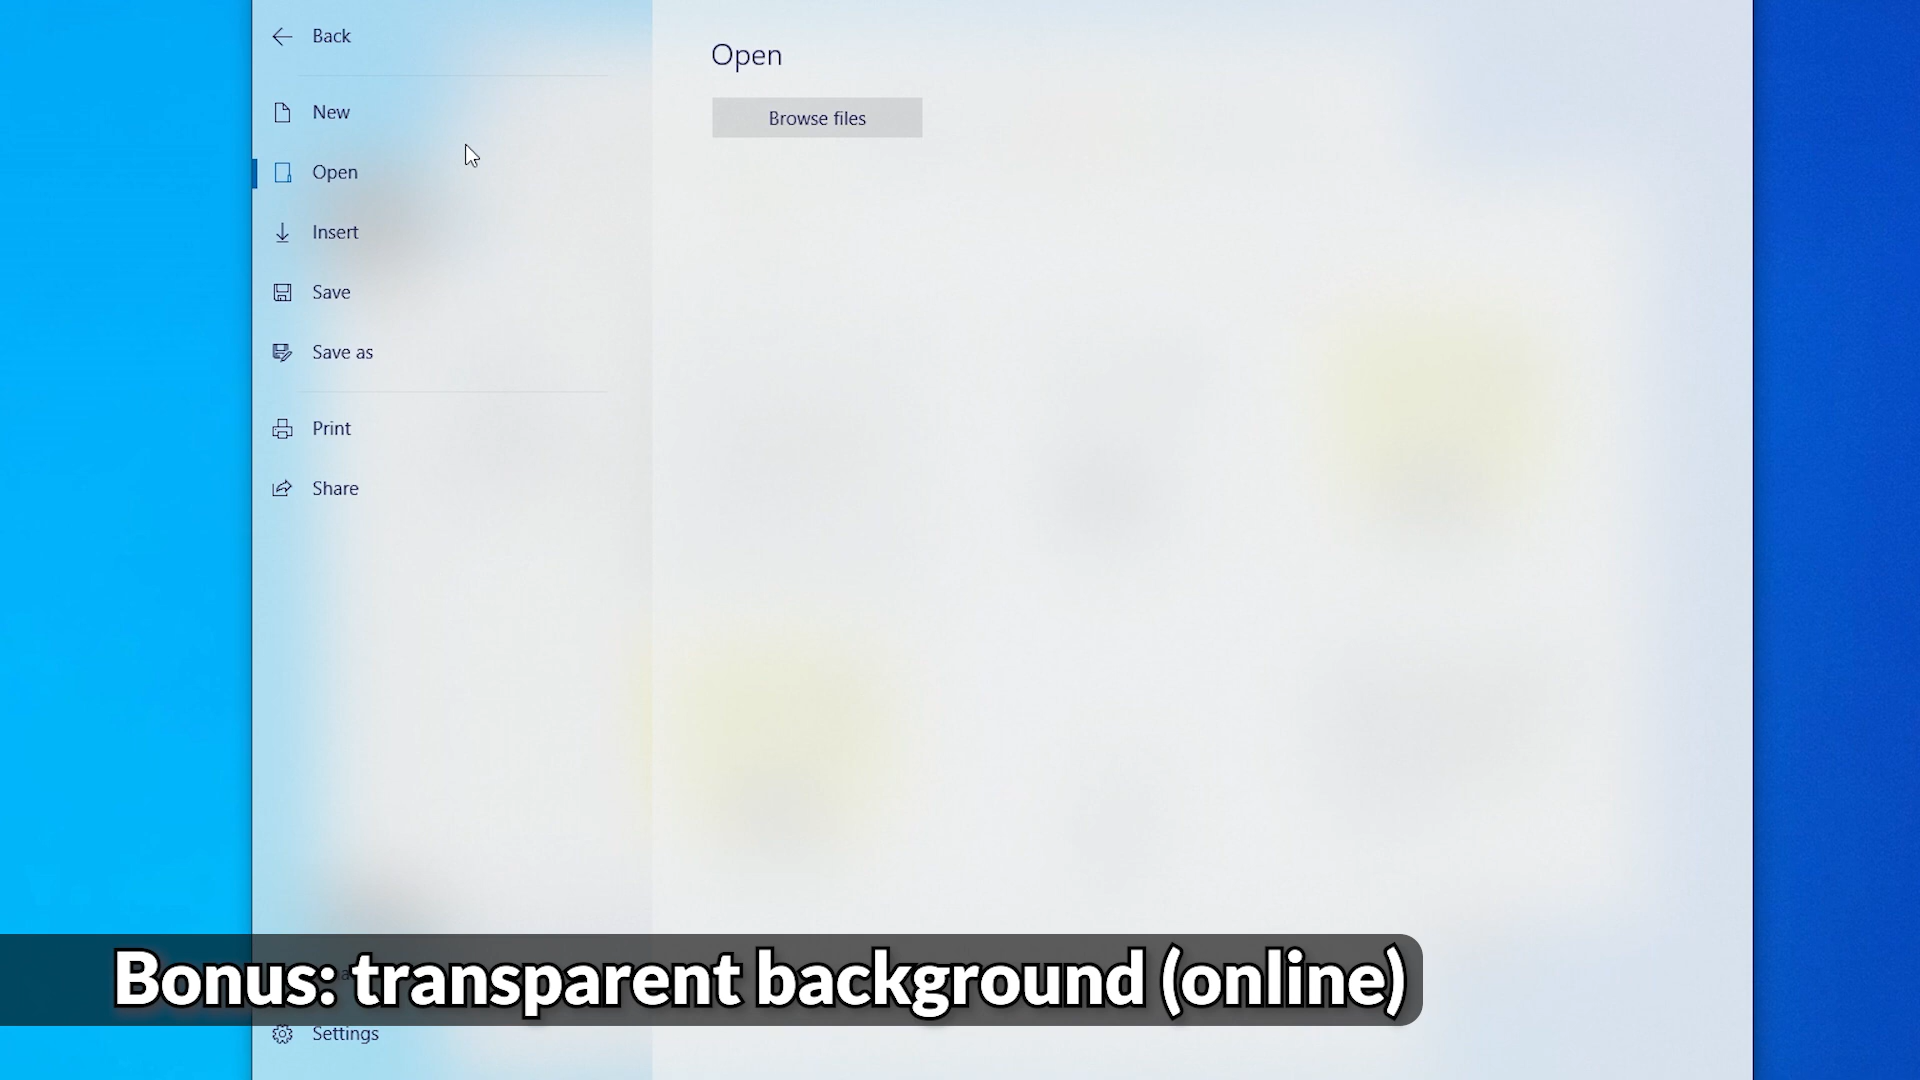 Back
Open
Browse files
New
Open
Insert
Save
Save as
Print
Share
Bonus: transparent background (online)
Settings